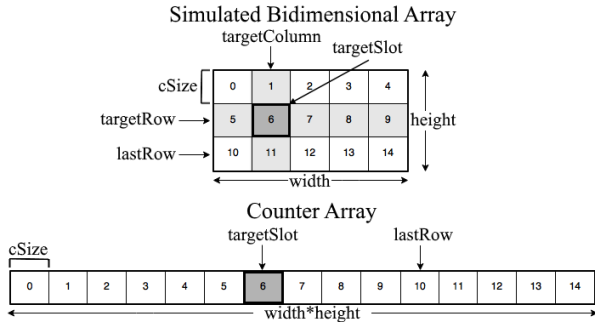 Simulated Bidimensional Array
targetColumn
targetSlot
cSize
0 1 2 3 4
targetRow 5 6 7 8 9 height
lastRow 10 11 12 13 14
width
Counter Array
targetSlot lastRow
cSize
0 1 2 3 4 5 6 7 8 9 10 11 12 13 14
width*height